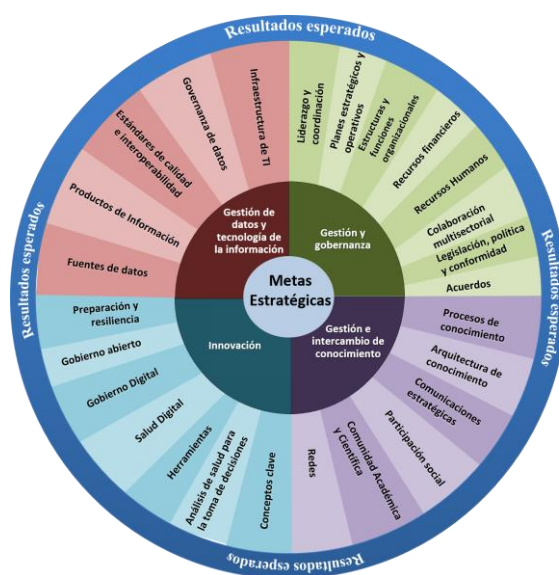 Resultados esperados
Resultados esperados
Resultados esperados
Resultados esperados
Metas
Estratégicas
Gestión de
datos y
tecnología de
la información
Fuentes de datos
Productos de Información
Estándares de calidad
e interoperabilidad
Governanza de datos
Infraestructura de TI
Gestión y
gobernanza
Liderazgo y
coordinación
Planes estratégicos y
operativos
Estructuras y
funciones
organizacionales
Recursos financieros
Recursos Humanos
Colaboración
multisectorial
Legislación, política
y conformidad
Acuerdos
Gestión e
intercambio de
conocimiento
Procesos de
conocimiento
Arquitectura de
conocimiento
Comunicaciones
estratégicas
Participación social
Comunidad Académica
y Científica
Redes
Innovación
Conceptos clave
Análisis de salud para
la toma de decisiones
Herramientas
Salud Digital
Gobierno Digital
Gobierno abierto
Preparación y
resiliencia